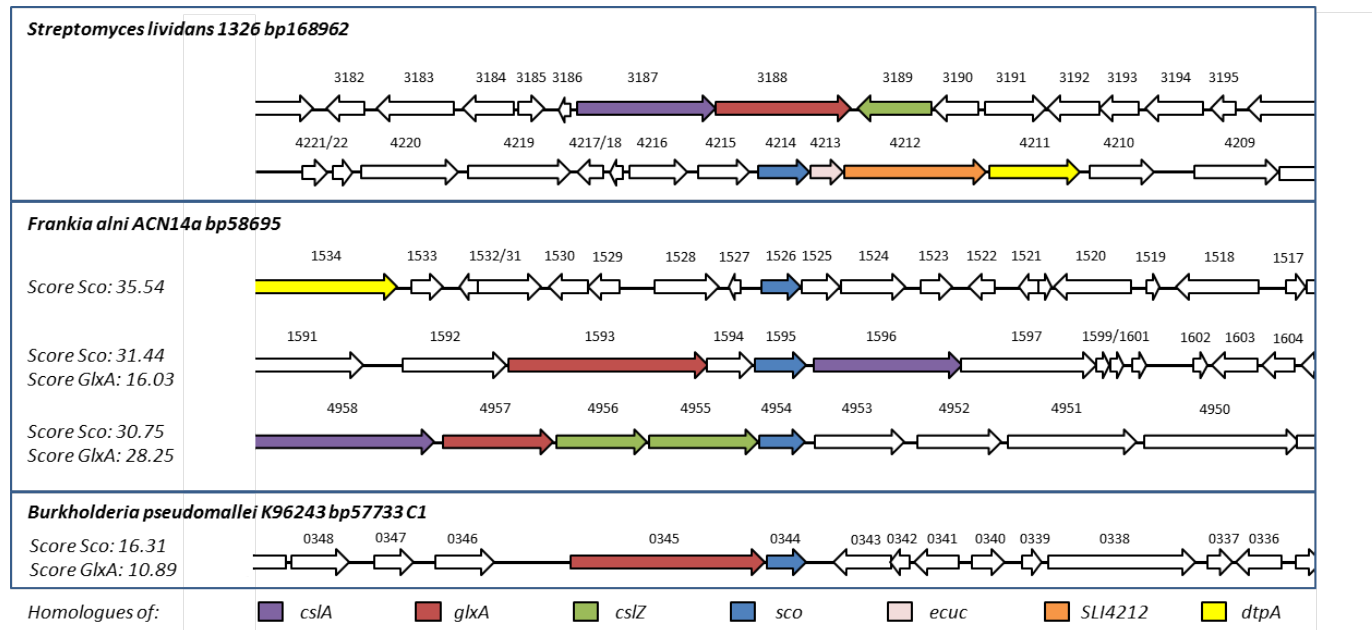 Streptomyces lividans 1326 bp168962
3182 3183 3184 3185 3186 3187 3188 3189 3190 3191 3192 3193 3194 3195
4221/22 4220 4219 4217/18 4216 4215 4214 4213 4212 4211 4210 4209
Frankia alni ACN14a bp58695
1534 1533 1532/31 1530 1529 1528 1527 1526 1525 1524 1523 1522 1521 1520 1519 1518 1517
Score Sco: 35.54
1591 1592 1593 1594 1595 1596 1597 1599/1601 1602 1603 1604
Score Sco: 31.44
Score GlxA: 16.03
4958 4957 4956 4955 4954 4953 4952 4951 4950
Score Sco: 30.75
Score GlxA: 28.25
Burkholderia pseudomallei K96243 bp57733 C1
0348 0347 0346 0345 0344 0343 0342 0341 0340 0339 0338 0337 0336
Score Sco: 16.31
Score GlxA: 10.89
Homologues of: cslA glxA cslZ sco ecuc SLI4212 dtpA